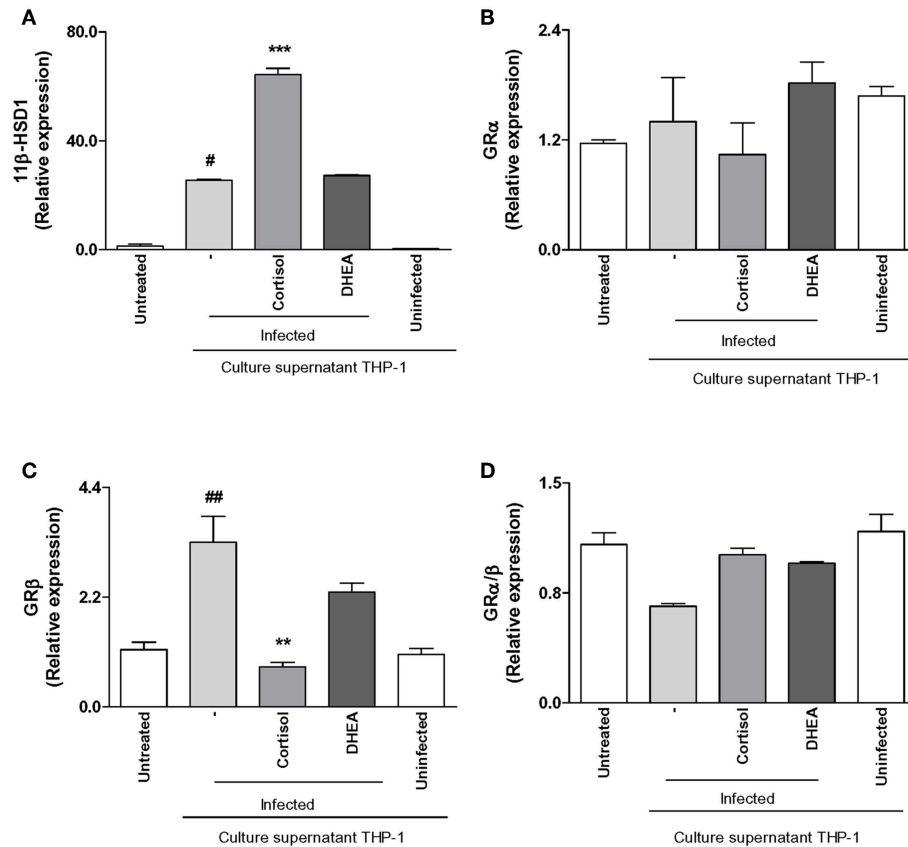 A
11β-HSD1
(Relative expression)
80.0
40.0
0.0
#
***
Untreated
-
Cortisol
DHEA
Uninfected
Infected
Culture supernatant THP-1
B
GRα
(Relative expression)
2.4
1.2
0.0
Untreated
-
Cortisol
DHEA
Uninfected
Infected
Culture supernatant THP-1
C
GRβ
(Relative expression)
4.4
2.2
0.0
##
**
Untreated
-
Cortisol
DHEA
Uninfected
Infected
Culture supernatant THP-1
D
GRα/β
(Relative expression)
1.5
0.8
0.0
Untreated
-
Cortisol
DHEA
Uninfected
Infected
Culture supernatant THP-1